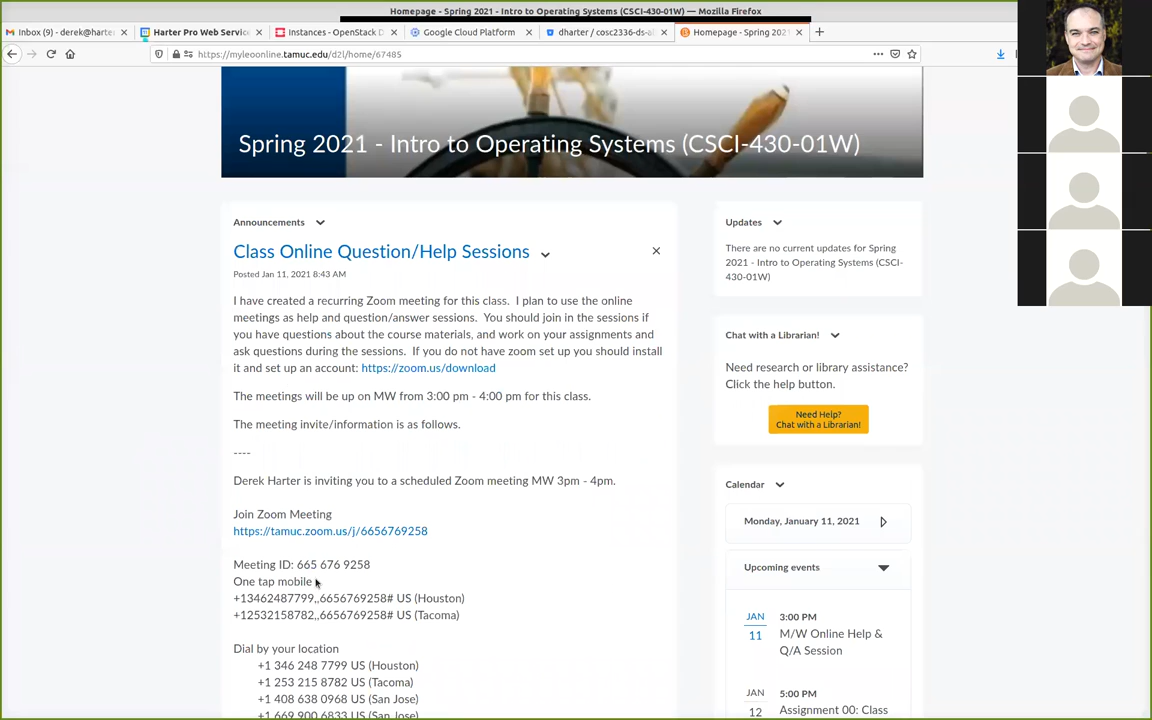 Homepage - Spring 2021 - Intro to Operating Systems (CSCI-430-01W) — Mozilla Firefox
Inbox (9) - derek@harte
Harter Pro Web Servic
Instances - OpenStack D
Google Cloud Platform
dharter / cosc2336-ds-a
Homepage - Spring 2021
https://myleoonline.tamuc.edu/d2l/home/67485
Spring 2021 - Intro to Operating Systems (CSCI-430-01W)
Announcements
Class Online Question/Help Sessions
Posted Jan 11, 2021 8:43 AM
I have created a recurring Zoom meeting for this class. I plan to use the online
meetings as help and question/answer sessions. You should join in the sessions if
you have questions about the course materials, and work on your assignments and
ask questions during the sessions. If you do not have zoom set up you should install
it and set up an account: https://zoom.us/download
The meetings will be up on MW from 3:00 pm - 4:00 pm for this class.
The meeting invite/information is as follows.
----
Derek Harter is inviting you to a scheduled Zoom meeting MW 3pm - 4pm.
Join Zoom Meeting
https://tamuc.zoom.us/j/6656769258
Meeting ID: 665 676 9258
One tap mobile
+13462487799,,6656769258# US (Houston)
+12532158782,,6656769258# US (Tacoma)
Dial by your location
+1 346 248 7799 US (Houston)
+1 253 215 8782 US (Tacoma)
+1 408 638 0968 US (San Jose)
+1 669 900 6833 US (San Jose)
Updates
There are no current updates for Spring
2021 - Intro to Operating Systems (CSCI-
430-01W)
Chat with a Librarian!
Need research or library assistance?
Click the help button.
Need Help?
Chat with a Librarian!
Calendar
Monday, January 11, 2021
Upcoming events
JAN
11
3:00 PM
M/W Online Help &
Q/A Session
JAN
12
5:00 PM
Assignment 00: Class